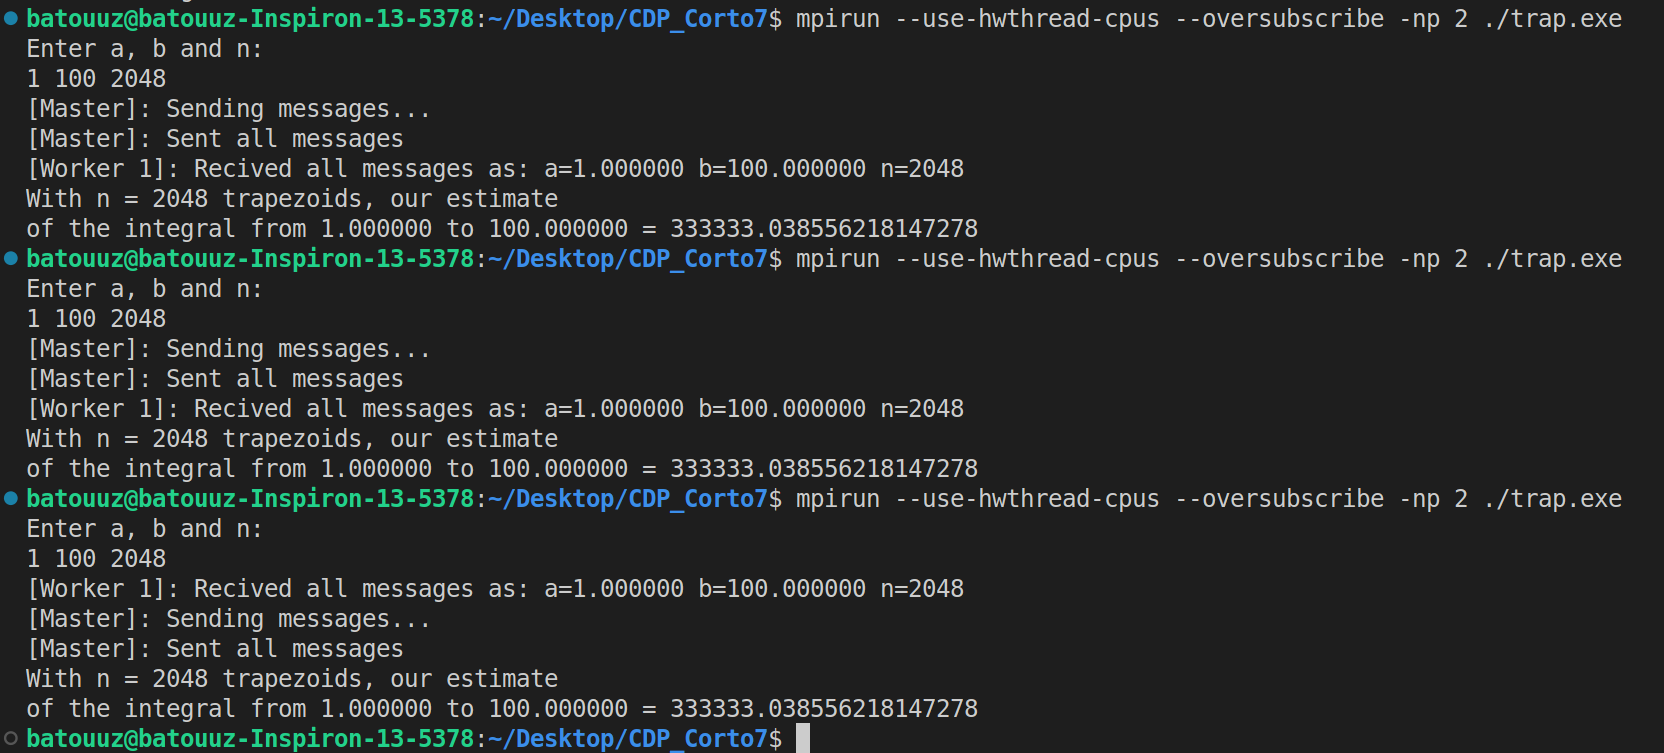 batouuz@batouuz-Inspiron-13-5378:~/Desktop/CDP_Corto7$ mpirun --use-hwthread-cpus --oversubscribe -np 2 ./trap.exe
Enter a, b and n:
1 100 2048
[Master]: Sending messages...
[Master]: Sent all messages
[Worker 1]: Recived all messages as: a=1.000000 b=100.000000 n=2048
With n = 2048 trapezoids, our estimate
of the integral from 1.000000 to 100.000000 = 333333.038556218147278
batouuz@batouuz-Inspiron-13-5378:~/Desktop/CDP_Corto7$ mpirun --use-hwthread-cpus --oversubscribe -np 2 ./trap.exe
Enter a, b and n:
1 100 2048
[Master]: Sending messages...
[Master]: Sent all messages
[Worker 1]: Recived all messages as: a=1.000000 b=100.000000 n=2048
With n = 2048 trapezoids, our estimate
of the integral from 1.000000 to 100.000000 = 333333.038556218147278
batouuz@batouuz-Inspiron-13-5378:~/Desktop/CDP_Corto7$ mpirun --use-hwthread-cpus --oversubscribe -np 2 ./trap.exe
Enter a, b and n:
1 100 2048
[Worker 1]: Recived all messages as: a=1.000000 b=100.000000 n=2048
[Master]: Sending messages...
[Master]: Sent all messages
With n = 2048 trapezoids, our estimate
of the integral from 1.000000 to 100.000000 = 333333.038556218147278
batouuz@batouuz-Inspiron-13-5378:~/Desktop/CDP_Corto7$